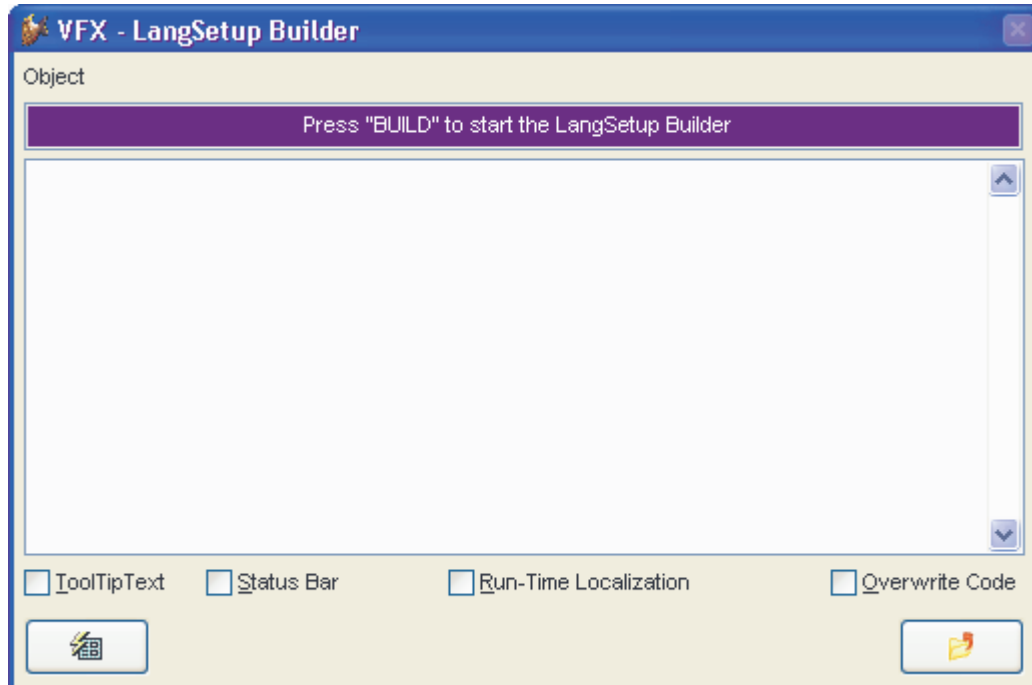 VFX - LangSetup Builder
Object
Press "BUILD" to start the LangSetup Builder
ToolTipText Status Bar Run-Time Localization Overwrite Code